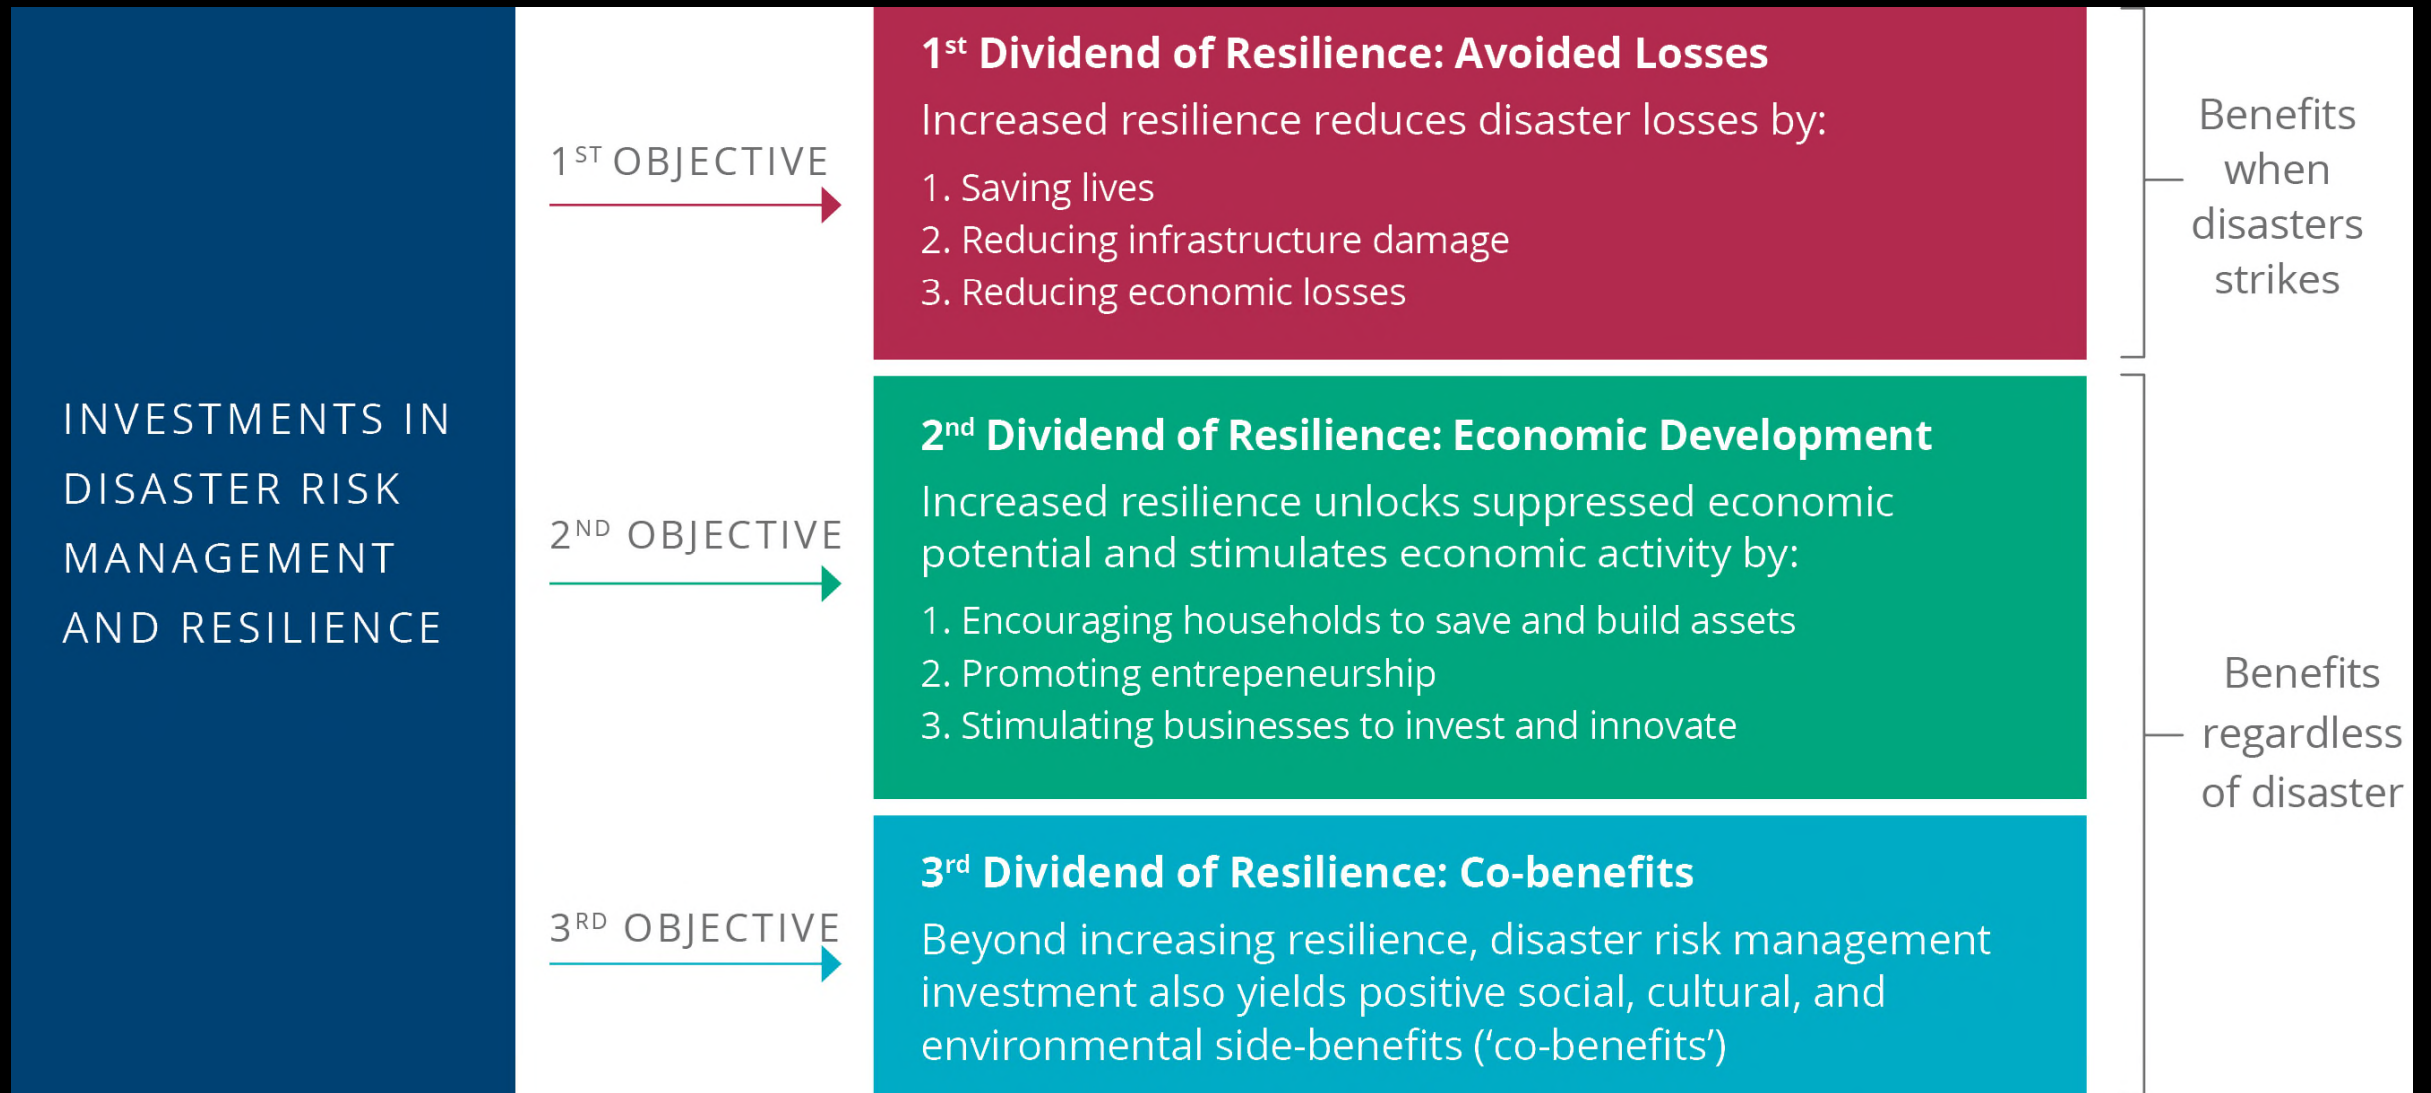 INVESTMENTS IN
DISASTER RISK
MANAGEMENT
AND RESILIENCE
1ST OBJECTIVE
1st Dividend of Resilience: Avoided Losses
Increased resilience reduces disaster losses by:
1. Saving lives
2. Reducing infrastructure damage
3. Reducing economic losses
Benefits
when
disasters
strikes
2ND OBJECTIVE
2nd Dividend of Resilience: Economic Development
Increased resilience unlocks suppressed economic
potential and stimulates economic activity by:
1. Encouraging households to save and build assets
2. Promoting entrepeneurship
3. Stimulating businesses to invest and innovate
3RD OBJECTIVE
3rd Dividend of Resilience: Co-benefits
Beyond increasing resilience, disaster risk management
investment also yields positive social, cultural, and
environmental side-benefits (‘co-benefits’)
Benefits
regardless
of disaster